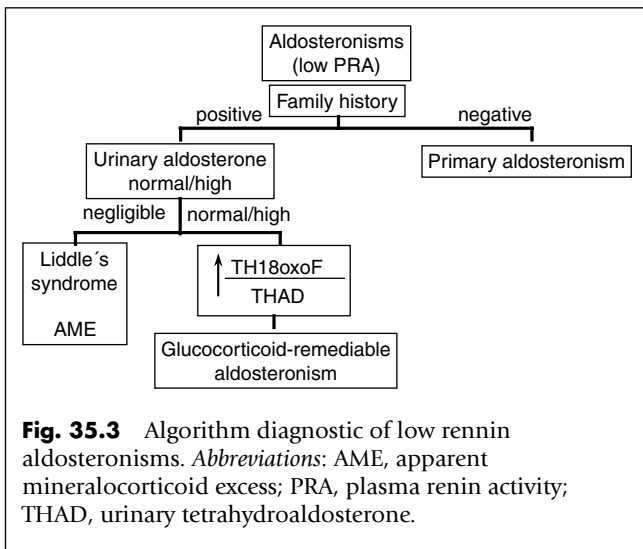 Aldosteronisms
(low PRA)
Family history
positive
negative
Urinary aldosterone
normal/high
Primary aldosteronism
negligible
normal/high
Liddle´s
syndrome
AME
TH18oxoF
THAD
Glucocorticoid-remediable
aldosteronism
Fig. 35.3 Algorithm diagnostic of low rennin
aldosteronisms. Abbreviations: AME, apparent
mineralocorticoid excess; PRA, plasma renin activity;
THAD, urinary tetrahydroaldosterone.